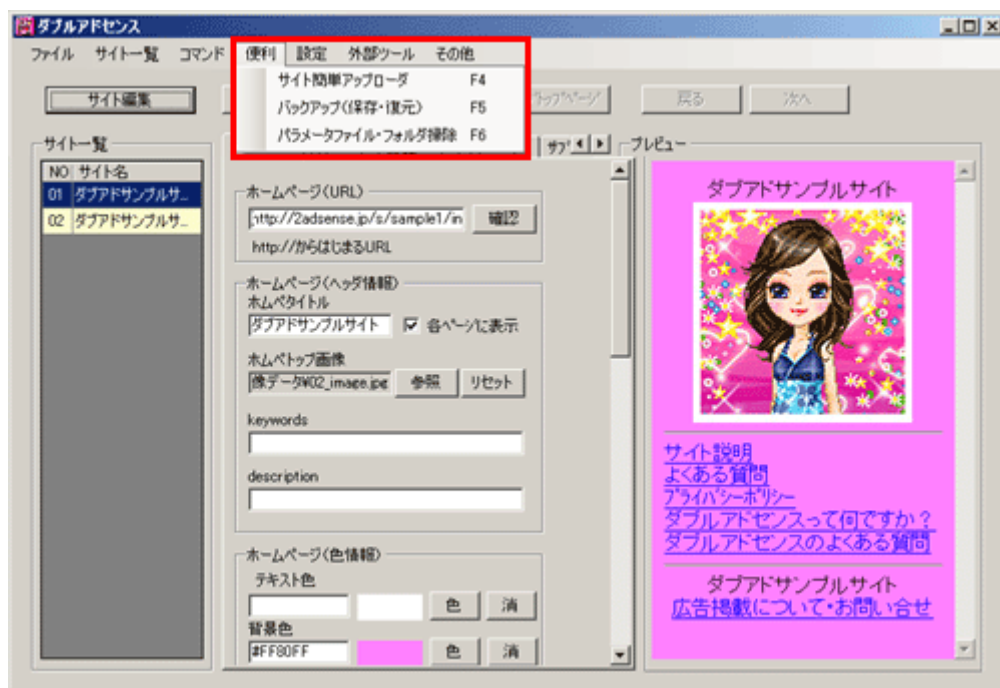 ダブルアドセンス
ファイル サイト一覧 コマンド 便利 設定 外部ツール その他
サイト簡単アップローダ F4
バックアップ(保存・復元) F5
パラメータファイル・フォルダ掃除 F6
サイト編集
トップページ
戻る
次へ
サイト一覧
NO サイト名
01 ダブアドサンプルサ...
02 ダブアドサンプルサ...
サブ
ホームページ(URL)
http://2adsense.jp/s/sample1/in
確認
http://からはじまるURL
ホームページ(ヘッダ情報)
ホムペタイトル
ダブアドサンプルサイト
各ページに表示
ホムペトップ画像
像データ¥02_image.jpg
参照
リセット
keywords
description
ホームページ(色情報)
テキスト色
色 消
背景色
#FF80FF
色 消
プレビュー
ダブアドサンプルサイト
サイト説明
よくある質問
プライバシーポリシー
ダブルアドセンスって何ですか?
ダブルアドセンスのよくある質問
ダブアドサンプルサイト
広告掲載について・お問い合せ